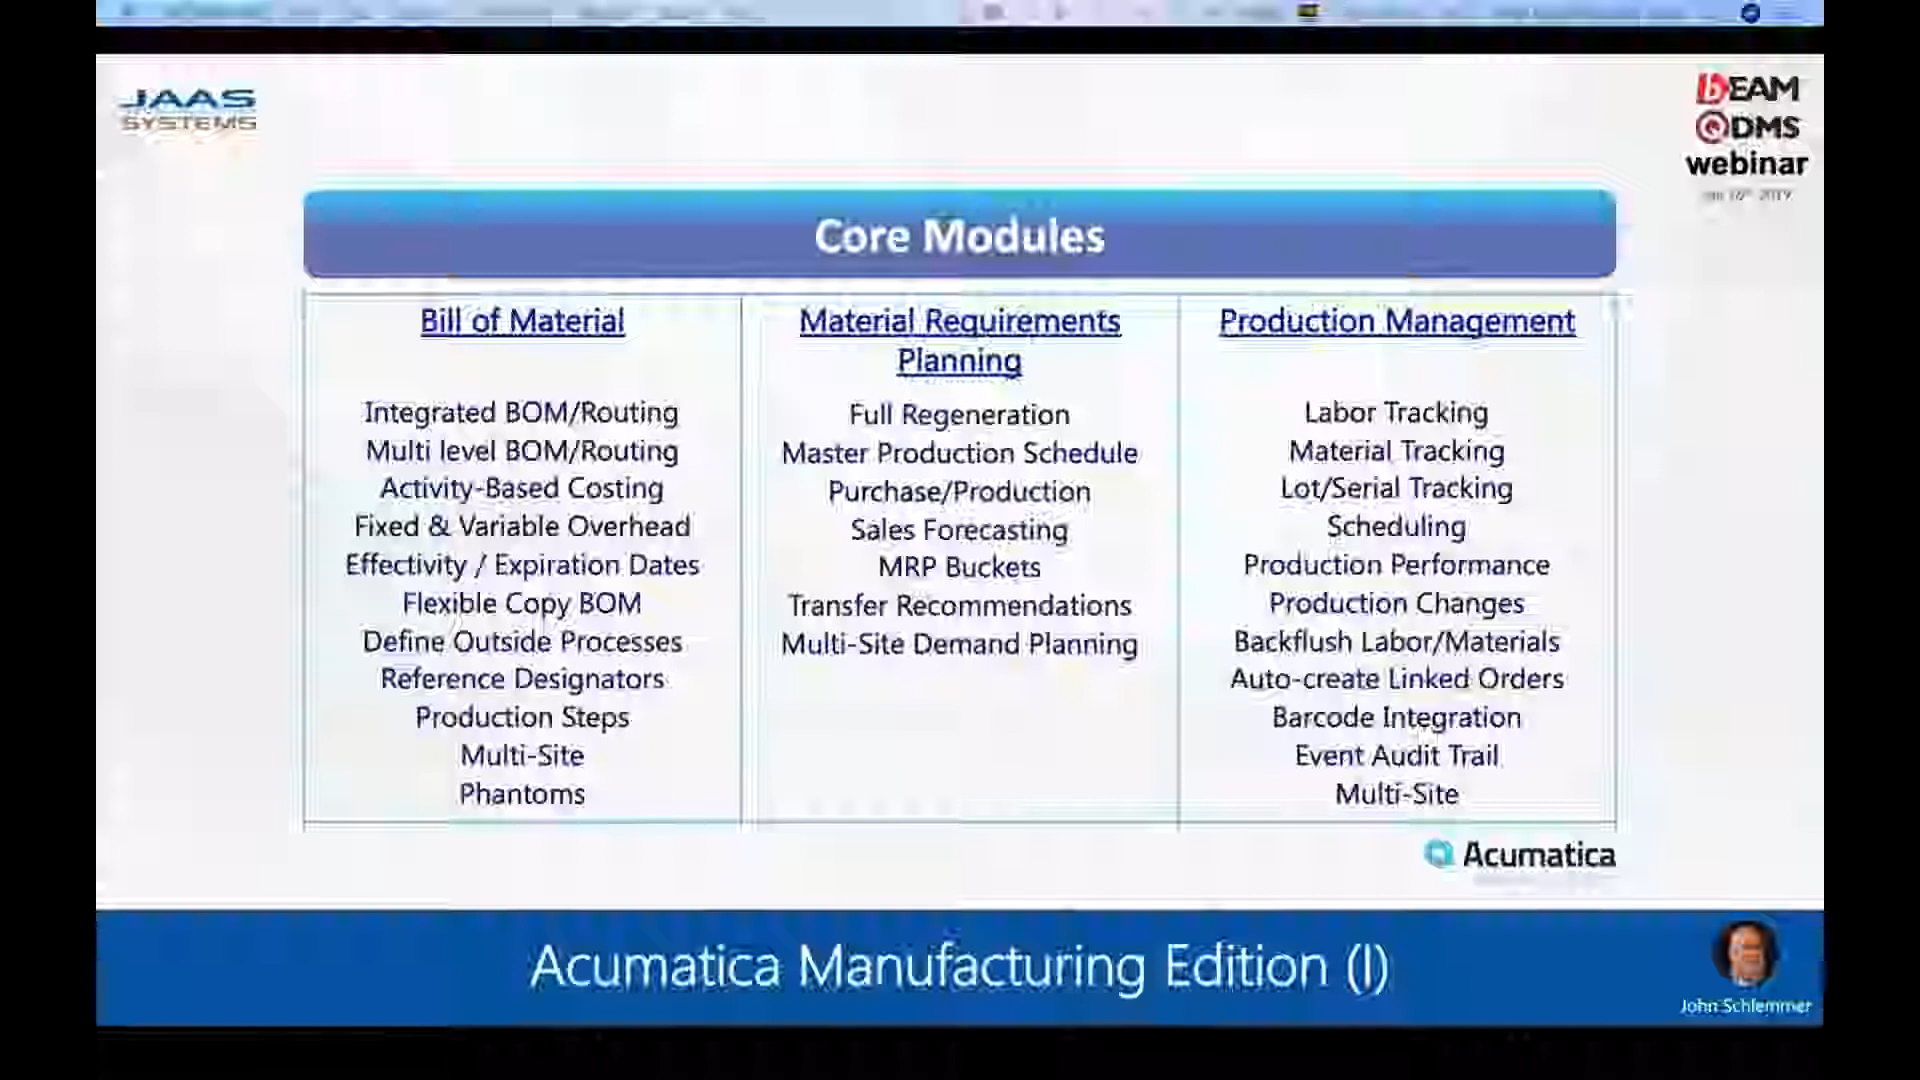 JAAS
SYSTEMS
bEAM
QDMS
webinar
Core Modules
Bill of Material
Integrated BOM/Routing
Multi level BOM/Routing
Activity-Based Costing
Fixed & Variable Overhead
Effectivity / Expiration Dates
Flexible Copy BOM
Define Outside Processes
Reference Designators
Production Steps
Multi-Site
Phantoms
Material Requirements
Planning
Full Regeneration
Master Production Schedule
Purchase/Production
Sales Forecasting
MRP Buckets
Transfer Recommendations
Multi-Site Demand Planning
Production Management
Labor Tracking
Material Tracking
Lot/Serial Tracking
Scheduling
Production Performance
Production Changes
Backflush Labor/Materials
Auto-create Linked Orders
Barcode Integration
Event Audit Trail
Multi-Site
Acumatica
Acumatica Manufacturing Edition (I)
John Schlemmer